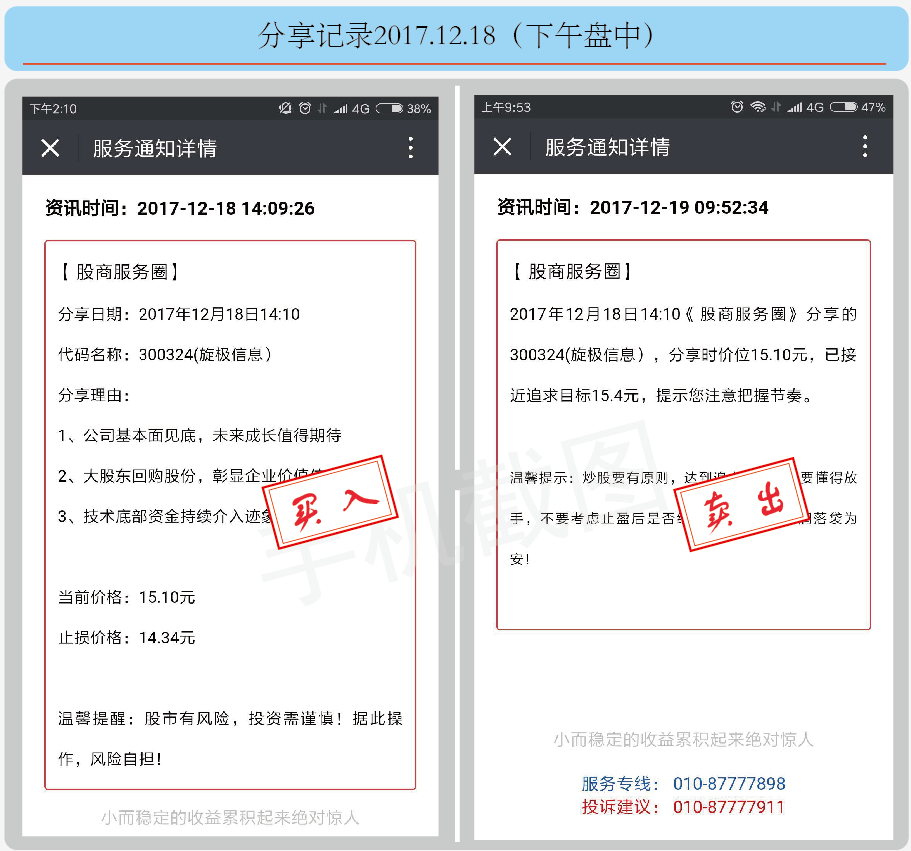 分享记录2017.12.18（下午盘中）
下午2:10
4G
38%
服务通知详情
资讯时间：2017-12-18 14:09:26
【 股商服务圈】
分享日期：2017年12月18日14:10
代码名称：300324(旋极信息）
分享理由：
1、公司基本面见底，未来成长值得期待
2、大股东回购股份，彰显企业价值
3、技术底部资金持续介入迹象
买入
当前价格：15.10元
止损价格：14.34元
温馨提醒：股市有风险，投资需谨慎！据此操
作，风险自担！
小而稳定的收益累积起来绝对惊人
上午9:53
4G
47%
服务通知详情
资讯时间：2017-12-19 09:52:34
【 股商服务圈】
2017年12月18日14:10《 股商服务圈》分享的
300324(旋极信息），分享时价位15.10元，已接
近追求目标15.4元，提示您注意把握节奏。
温馨提示：炒股要有原则，达到追 要懂得放
手，不要考虑止盈后是否 落袋为
安！
卖出
小而稳定的收益累积起来绝对惊人
服务专线： 010-87777898
投诉建议： 010-87777911
手机截图